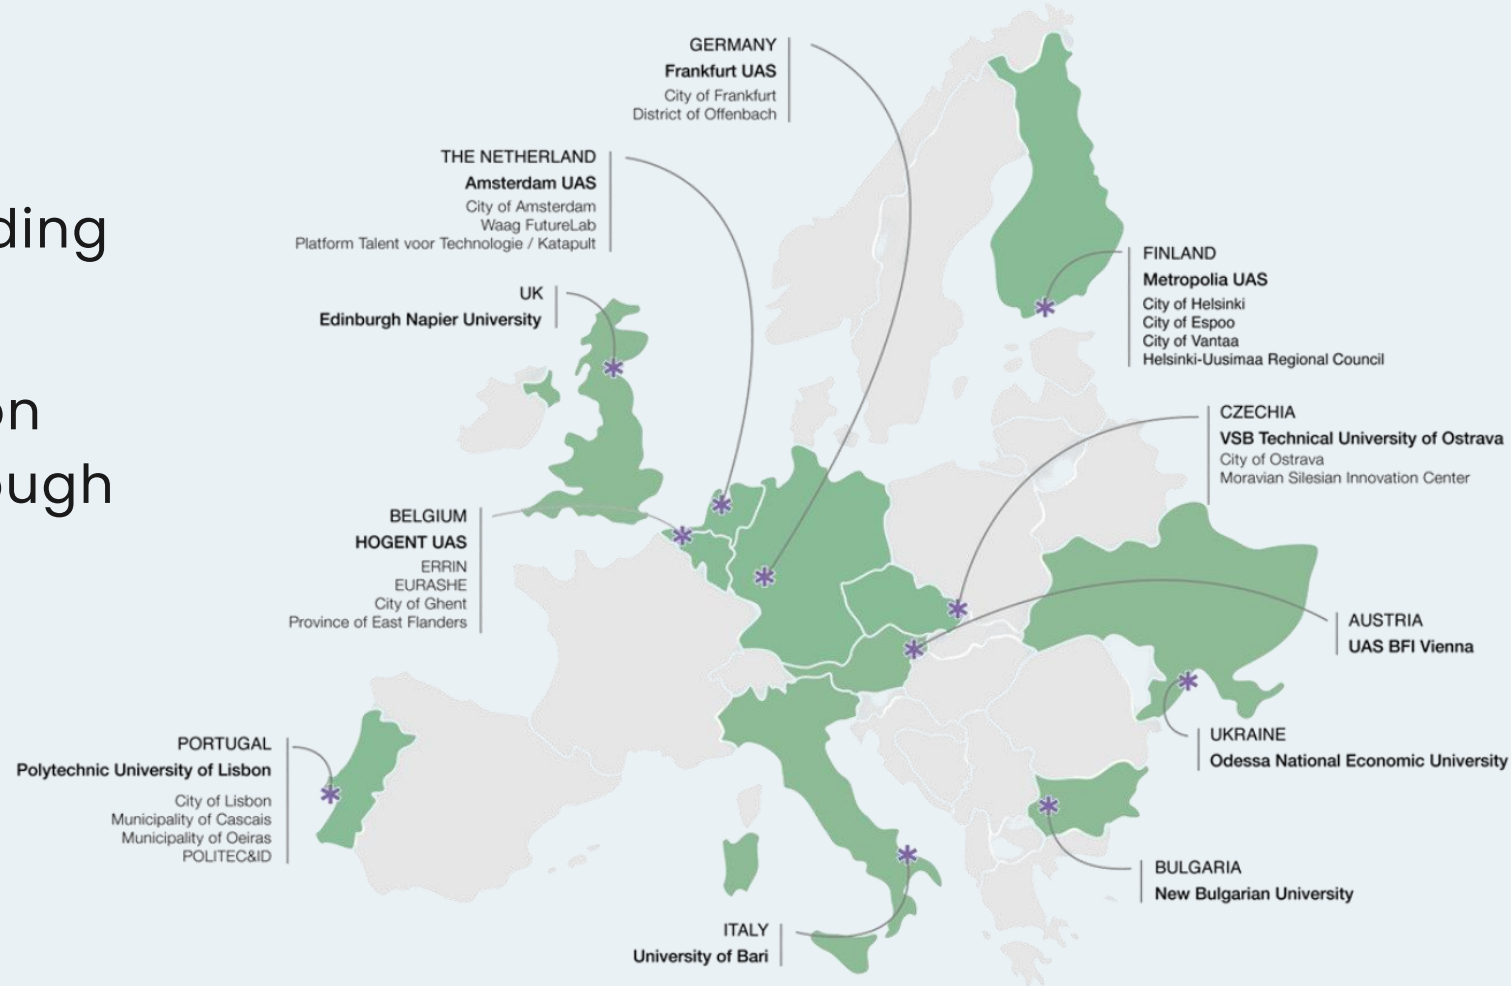 ding
on
ough
GERMANY
Frankfurt UAS
City of Frankfurt
District of Offenbach
THE NETHERLAND
Amsterdam UAS
City of Amsterdam
Waag FutureLab
Platform Talent voor Technologie / Katapult
UK
Edinburgh Napier University
FINLAND
Metropolia UAS
City of Helsinki
City of Espoo
City of Vantaa
Helsinki-Uusimaa Regional Council
CZECHIA
VSB Technical University of Ostrava
City of Ostrava
Moravian Silesian Innovation Center
BELGIUM
HOGENT UAS
ERRIN
EURASHE
City of Ghent
Province of East Flanders
AUSTRIA
UAS BFI Vienna
PORTUGAL
Polytechnic University of Lisbon
City of Lisbon
Municipality of Cascais
Municipality of Oeiras
POLITEC&ID
UKRAINE
Odessa National Economic University
BULGARIA
New Bulgarian University
ITALY
University of Bari